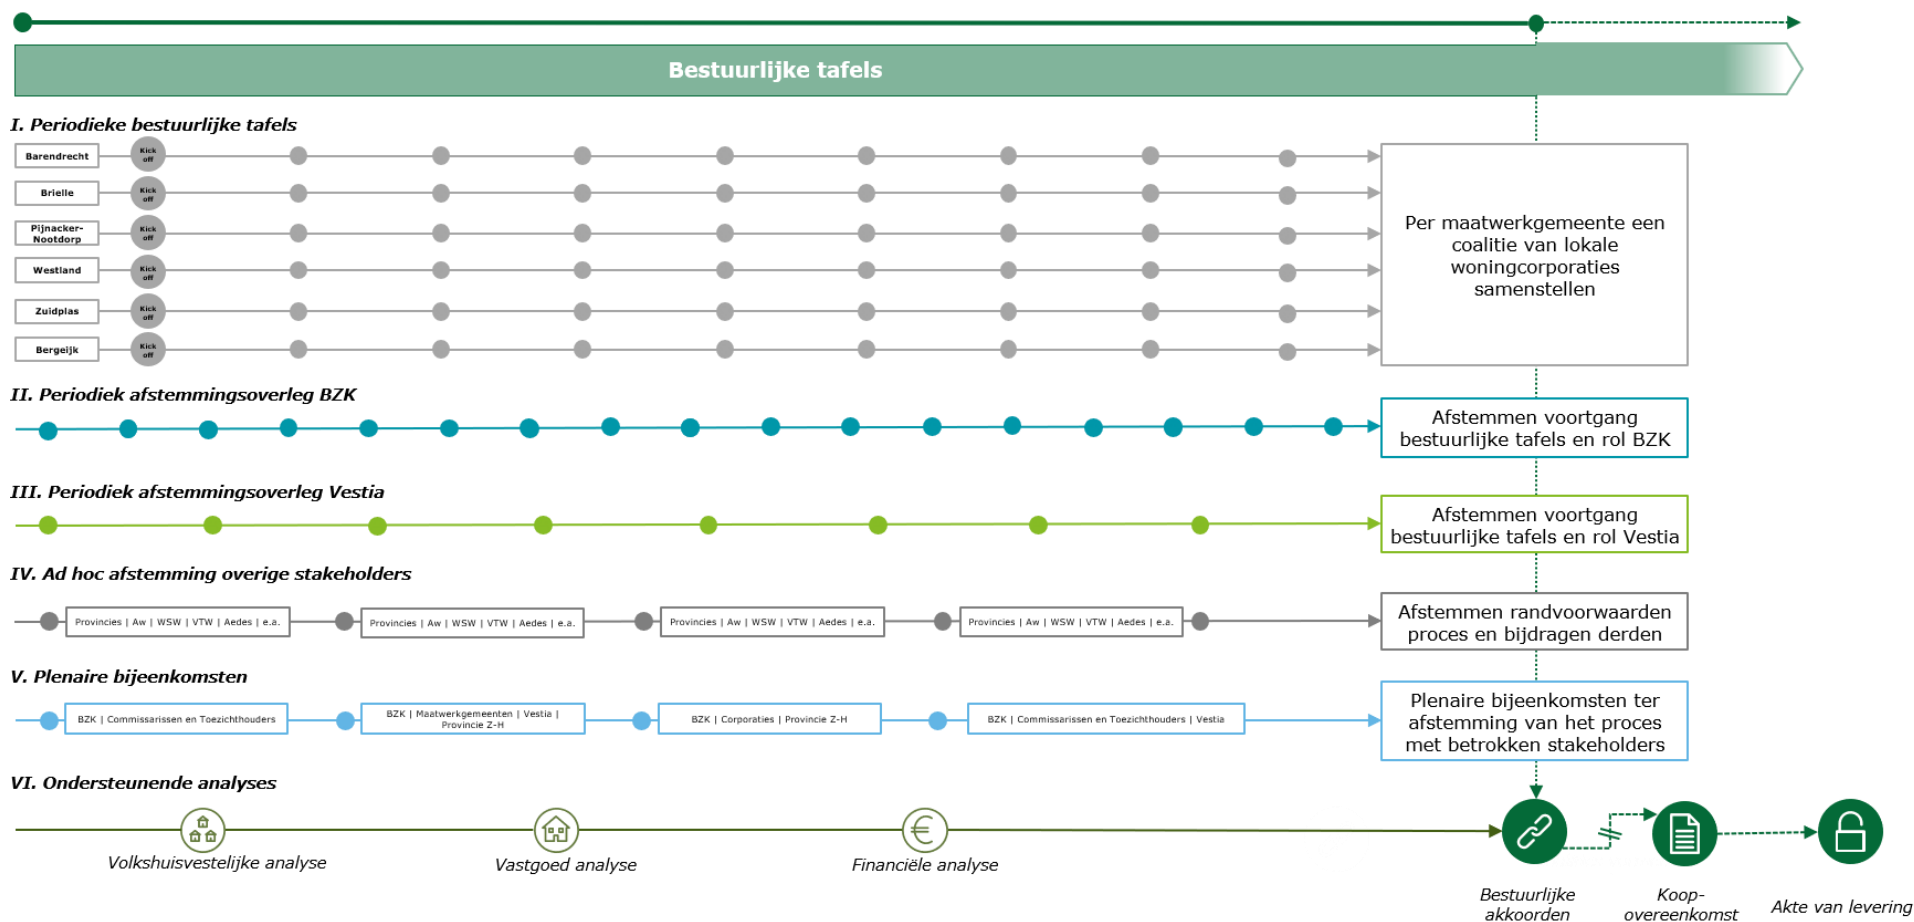 Bestuurlijke tafels
I. Periodieke bestuurlijke tafels
Barendrecht
Kick
off
Brielle
Kick
off
Pijnacker-
Nootdorp
Kick
off
Westland
Kick
off
Zuidplas
Kick
off
Bergeijk
Kick
off
Per maatwerkgemeente een
coalitie van lokale
woningcorporaties
samenstellen
II. Periodiek afstemmingsoverleg BZK
Afstemmen voortgang
bestuurlijke tafels en rol BZK
III. Periodiek afstemmingsoverleg Vestia
Afstemmen voortgang
bestuurlijke tafels en rol Vestia
IV. Ad hoc afstemming overige stakeholders
Provincies | Aw | WSW | VTW | Aedes | e.a.
Provincies | Aw | WSW | VTW | Aedes | e.a.
Provincies | Aw | WSW | VTW | Aedes | e.a.
Provincies | Aw | WSW | VTW | Aedes | e.a.
Afstemmen randvoorwaarden
proces en bijdragen derden
V. Plenaire bijeenkomsten
BZK | Commissarissen en Toezichthouders
BZK | Maatwerkgemeenten | Vestia |
Provincie Z-H
BZK | Corporaties | Provincie Z-H
BZK | Commissarissen en Toezichthouders | Vestia
Plenaire bijeenkomsten ter
afstemming van het proces
met betrokken stakeholders
VI. Ondersteunende analyses
Volkshuisvestelijke analyse
Vastgoed analyse
€
Financiële analyse
Bestuurlijke
akkoorden
Koop-
overeenkomst
Akte van levering